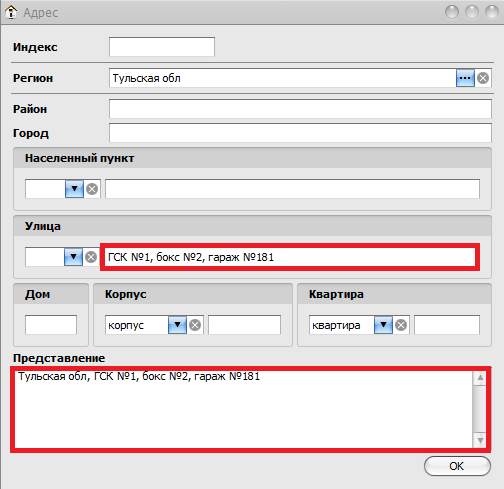 Адрес
Индекс
Регион Тульская обл ...
Район
Город
Населенный пункт
Улица
ГСК №1, бокс №2, гараж №181
Дом Корпус Квартира
корпус квартира
Представление
Тульская обл, ГСК №1, бокс №2, гараж №181
OK